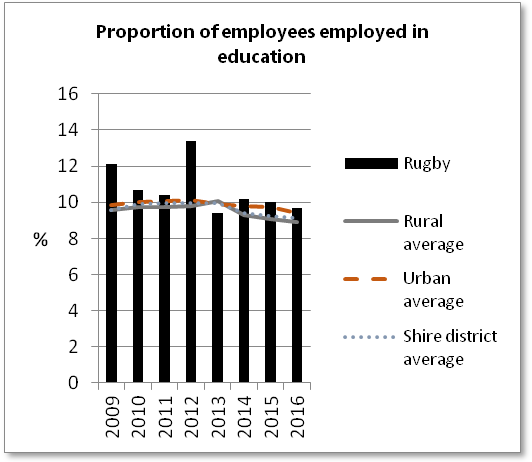 Proportion of employees employed in
education
16
14
12
10
8
6
4
2
0
%
2009
2010
2011
2012
2013
2014
2015
2016
Rugby
Rural
average
Urban
average
Shire district
average